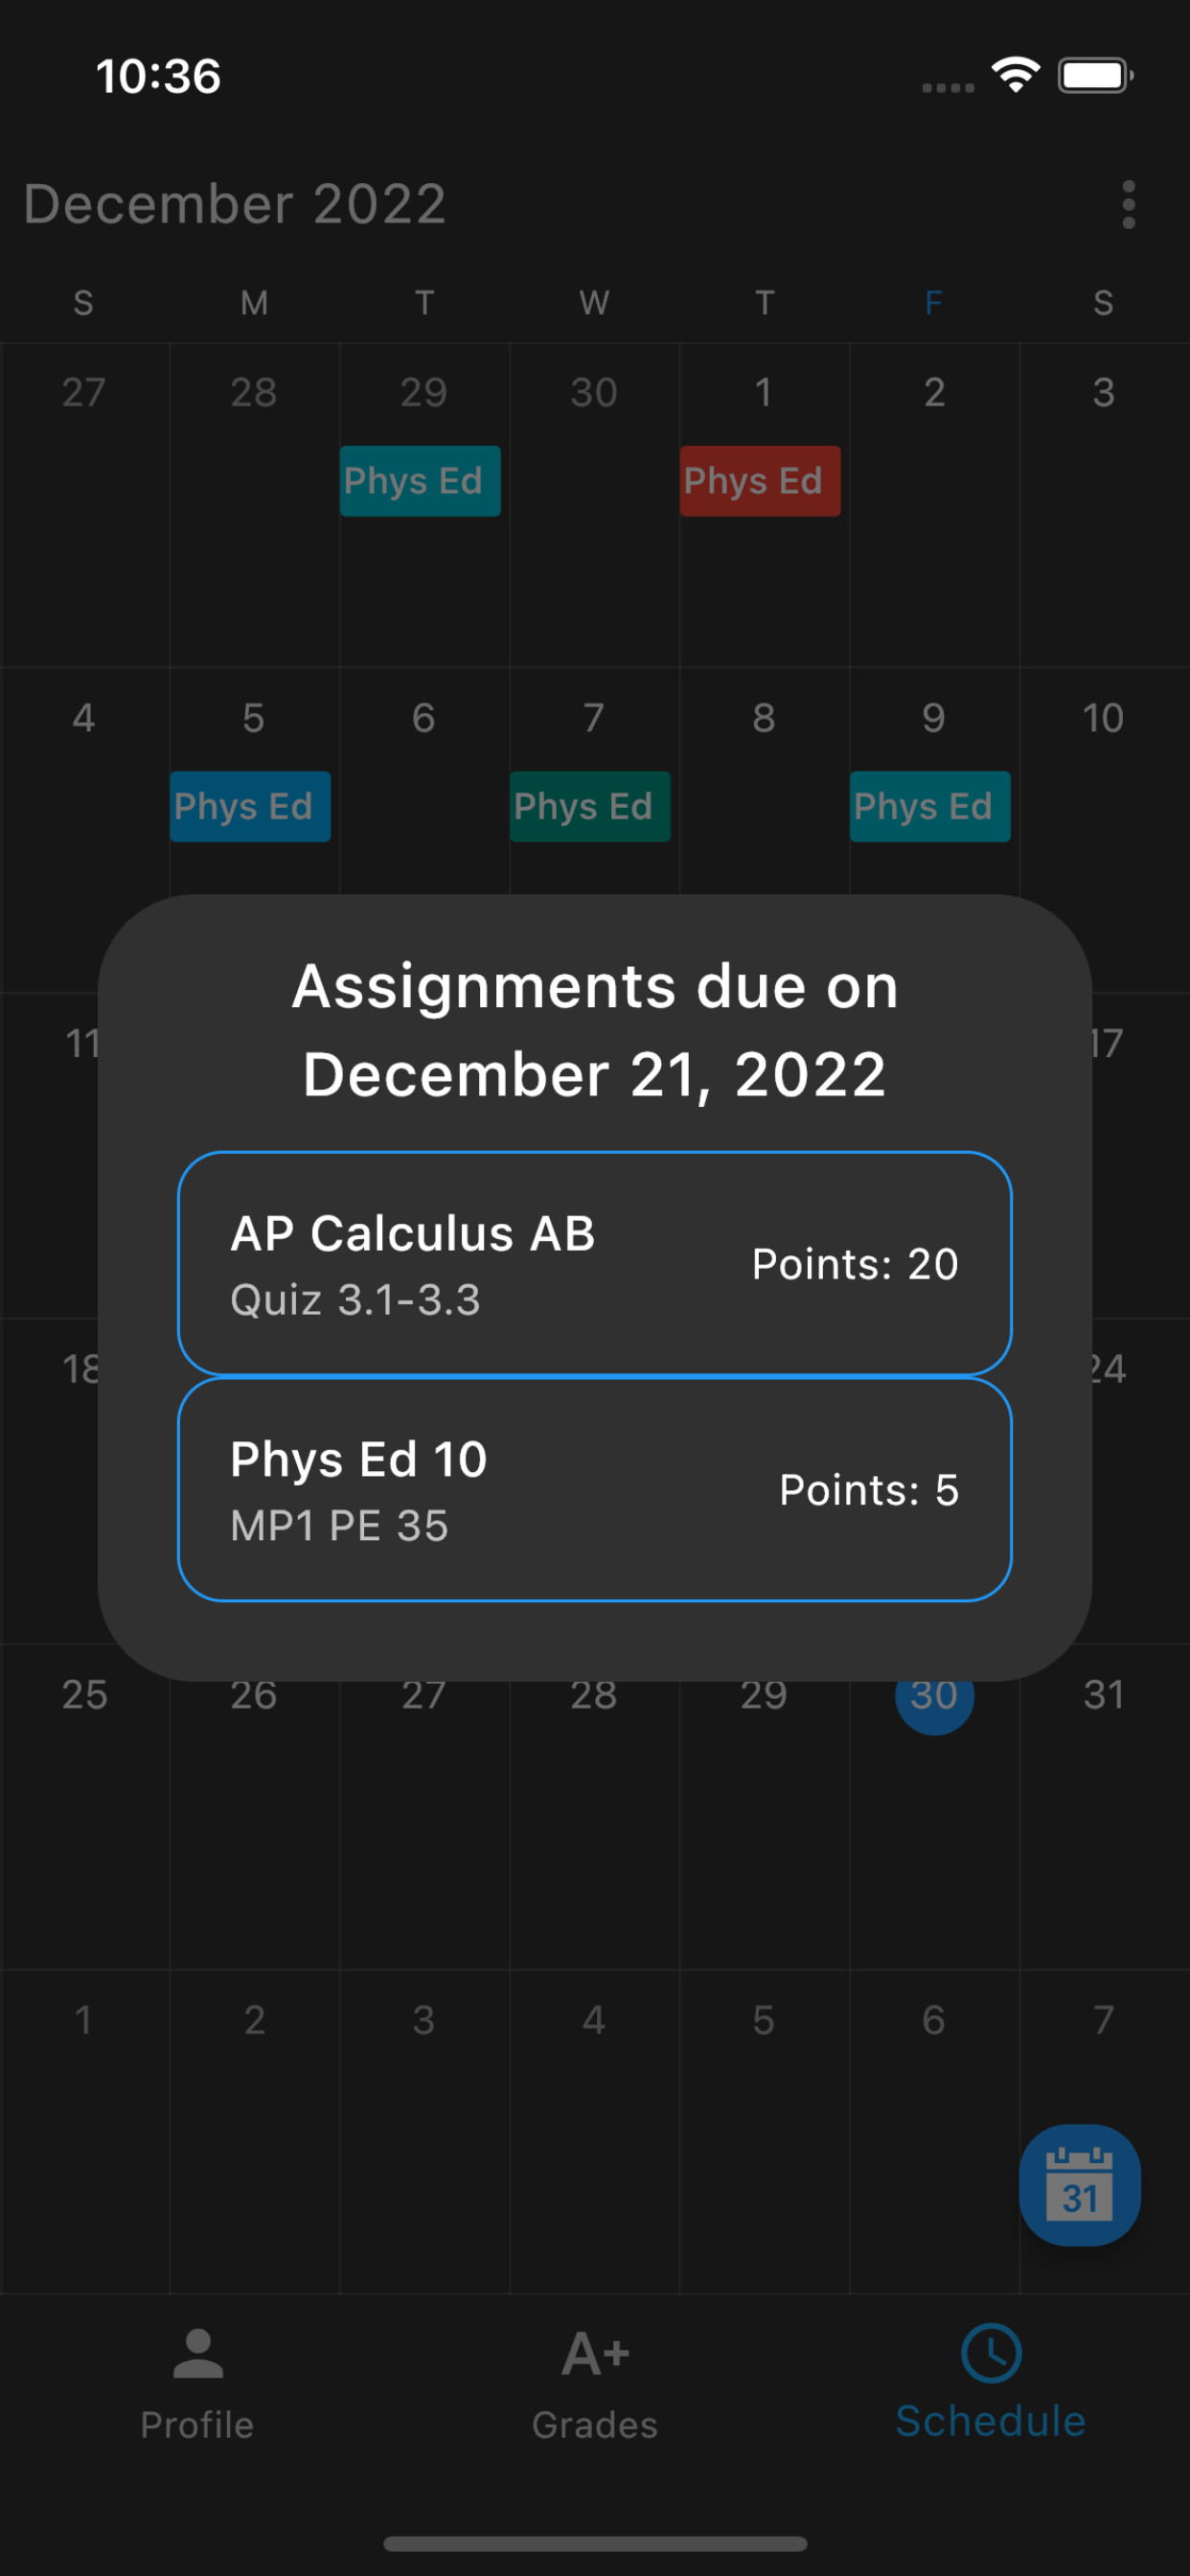 10:36
December 2022
S M T W T F S
27 28 29 30 1 2 3
Phys Ed Phys Ed
4 5 6 7 8 9 10
Phys Ed Phys Ed Phys Ed
Assignments due on
December 21, 2022
11 17
AP Calculus AB
Quiz 3.1-3.3
Points: 20
18 24
Phys Ed 10
MP1 PE 35
Points: 5
25 26 27 28 29 30 31
1 2 3 4 5 6 7
31
A+
Profile Grades Schedule